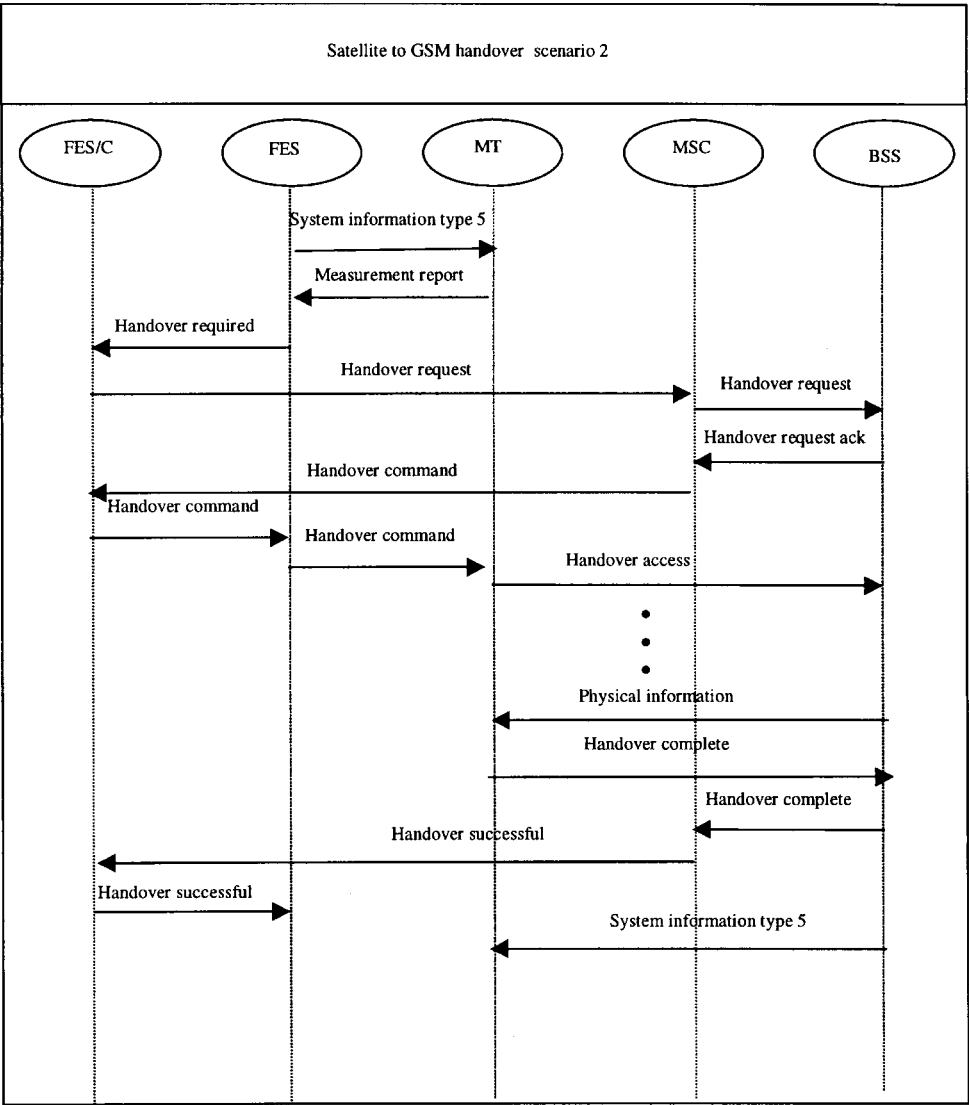 Satellite to GSM handover scenario 2
FES/C
FES
MT
MSC
BSS
System information type 5
Measurement report
Handover required
Handover request
Handover request
Handover request ack
Handover command
Handover command
Handover command
Handover access
Physical information
Handover complete
Handover complete
Handover successful
Handover successful
System information type 5